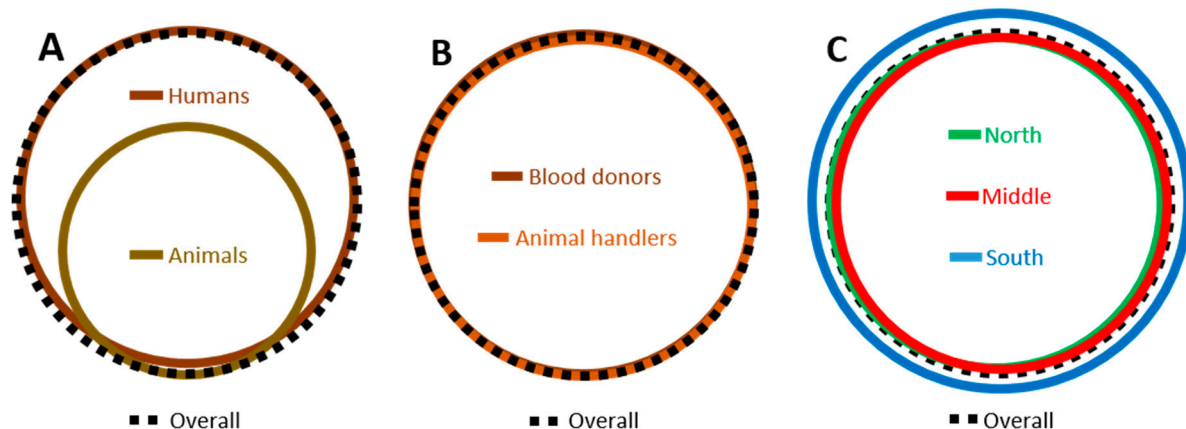 A
Humans
Animals
Overall
B
Blood donors
Animal handlers
Overall
C
North
Middle
South
Overall